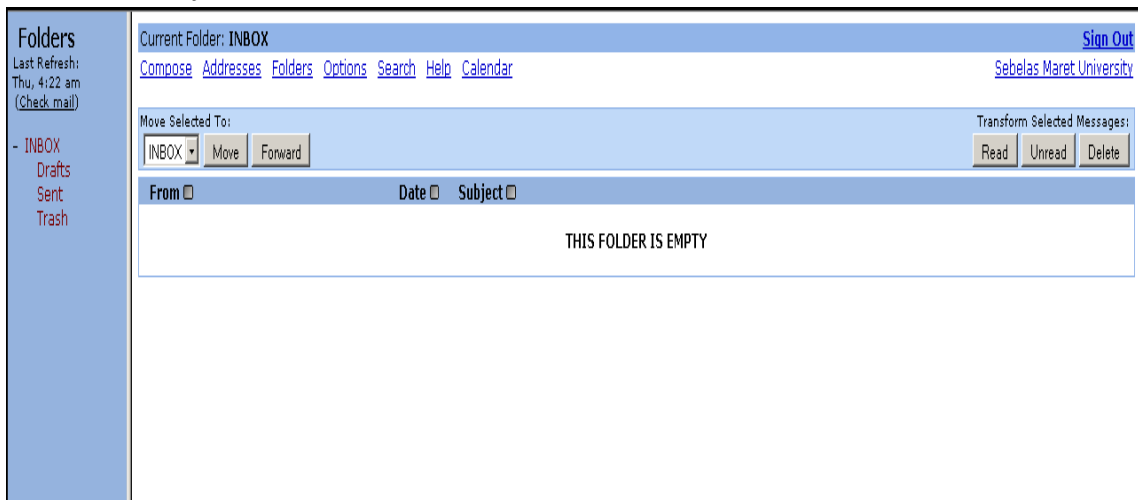 Folders
Last Refresh:
Thu, 4:22 am
(Check mail)
- INBOX
Drafts
Sent
Trash
Current Folder: INBOX Sign Out
Compose Addresses Folders Options Search Help Calendar Sebelas Maret University
Move Selected To: Transform Selected Messages:
INBOX Move Forward Read Unread Delete
From Date Subject
THIS FOLDER IS EMPTY